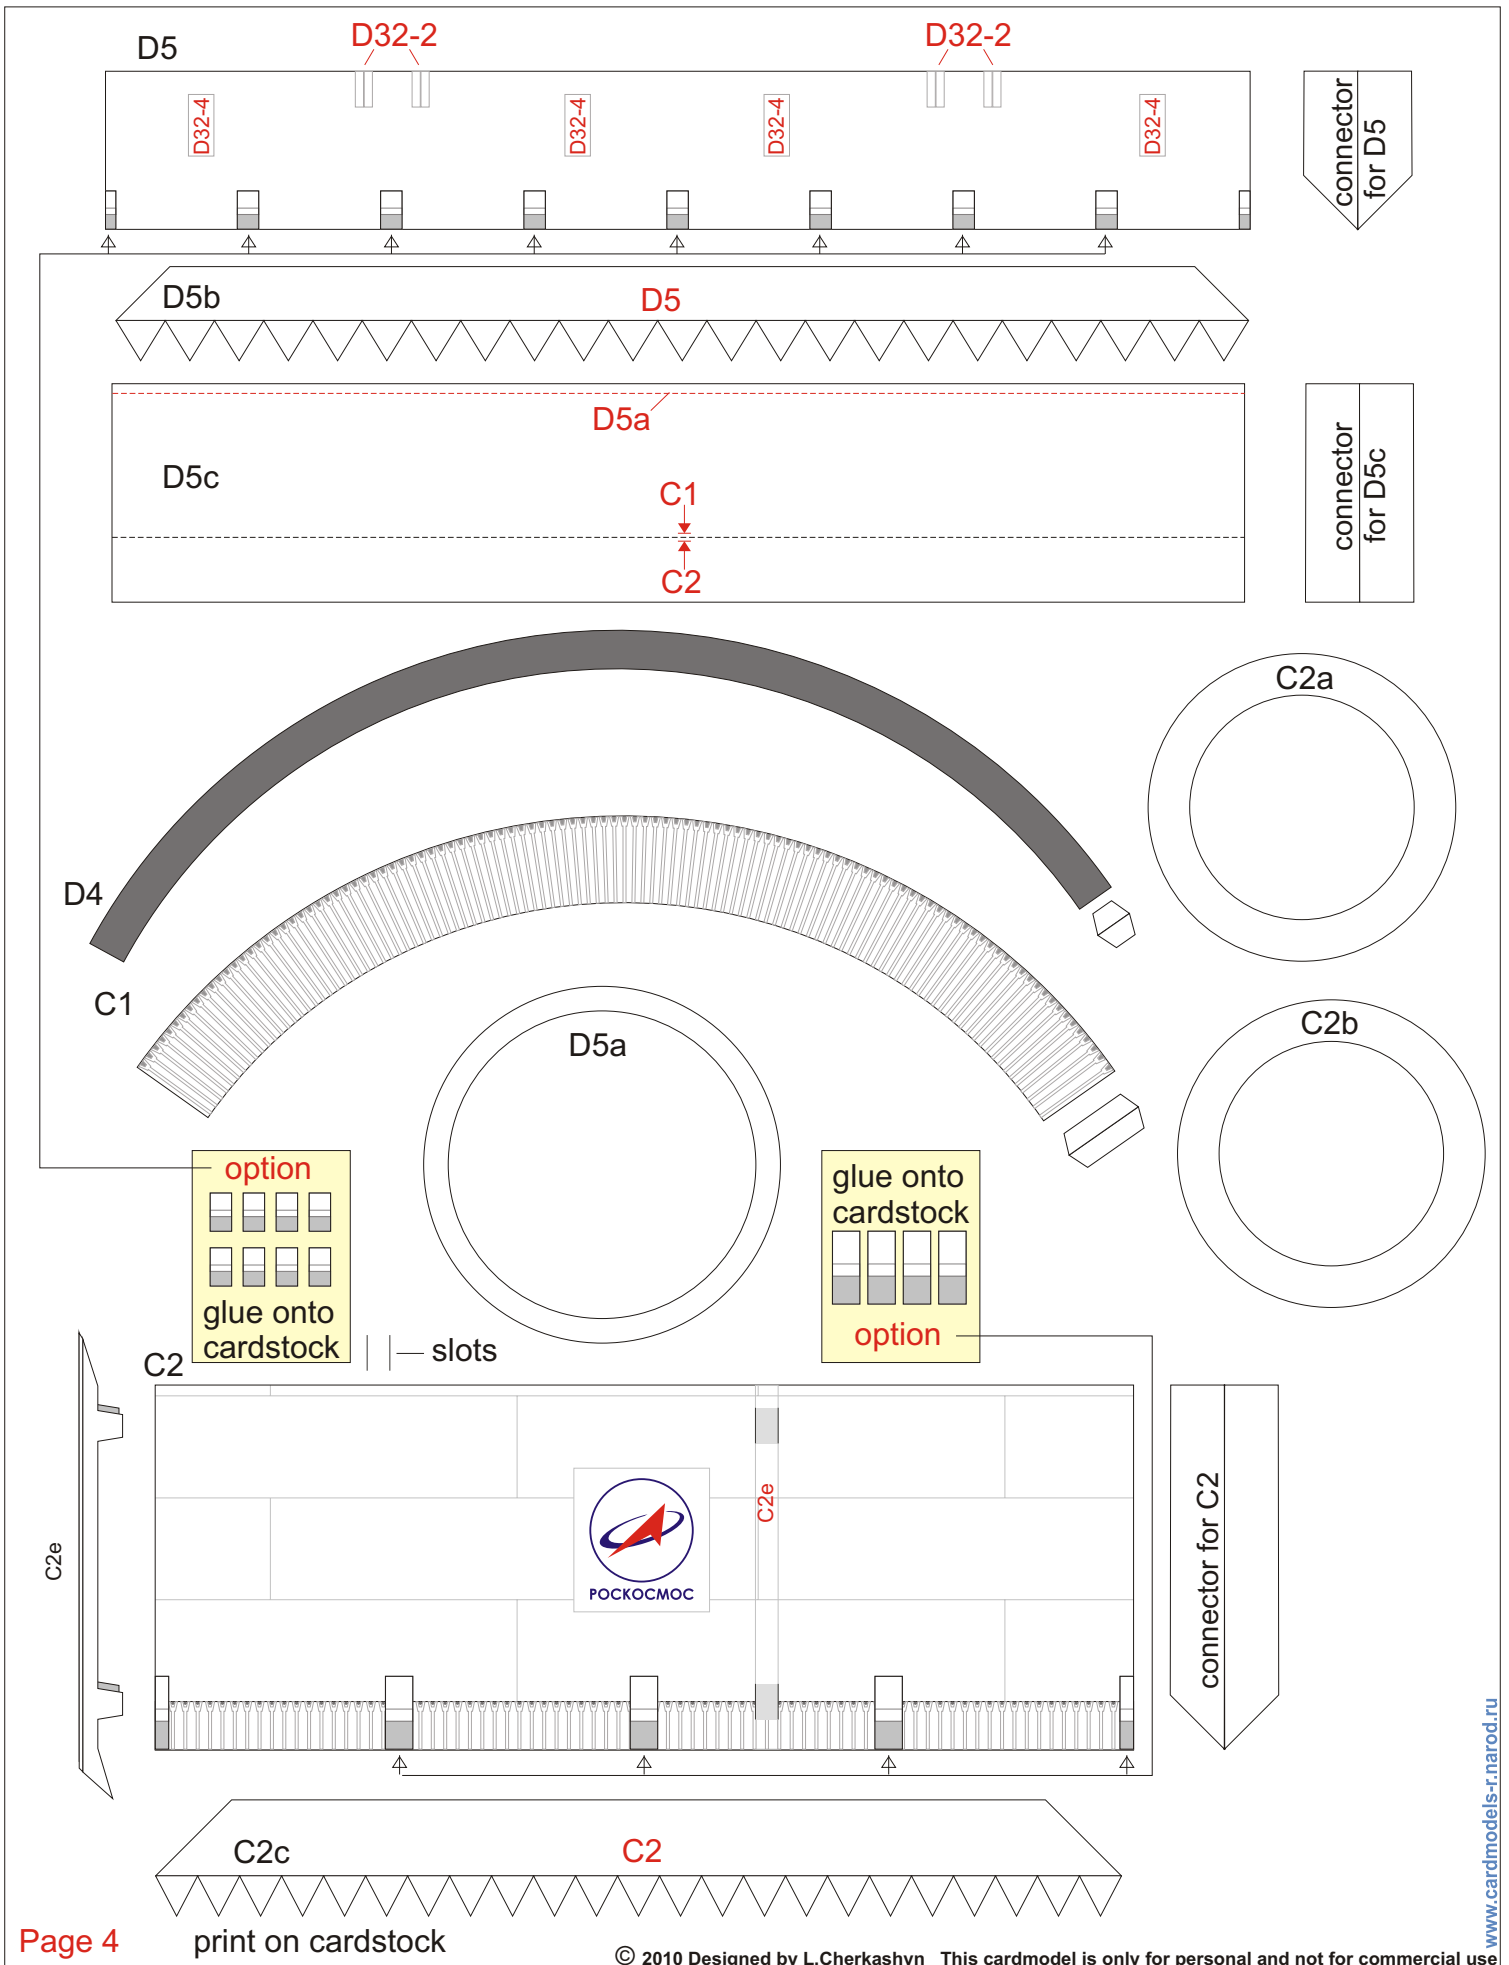 D5
D32-2
D32-2
D32-4
D32-4
D32-4
D32-4
connector
for D5
D5b
D5
D5a
D5c
C1
C2
connector
for D5c
C2a
D4
C1
D5a
C2b
option
glue onto
cardstock
glue onto
cardstock
option
slots
C2
C2e
C2e
РОСКОСМОС
connector for C2
C2c
C2
www.cardmodels-r.narod.ru
Page 4
print on cardstock
© 2010 Designed by L.Cherkashyn This cardmodel is only for personal and not for commercial use